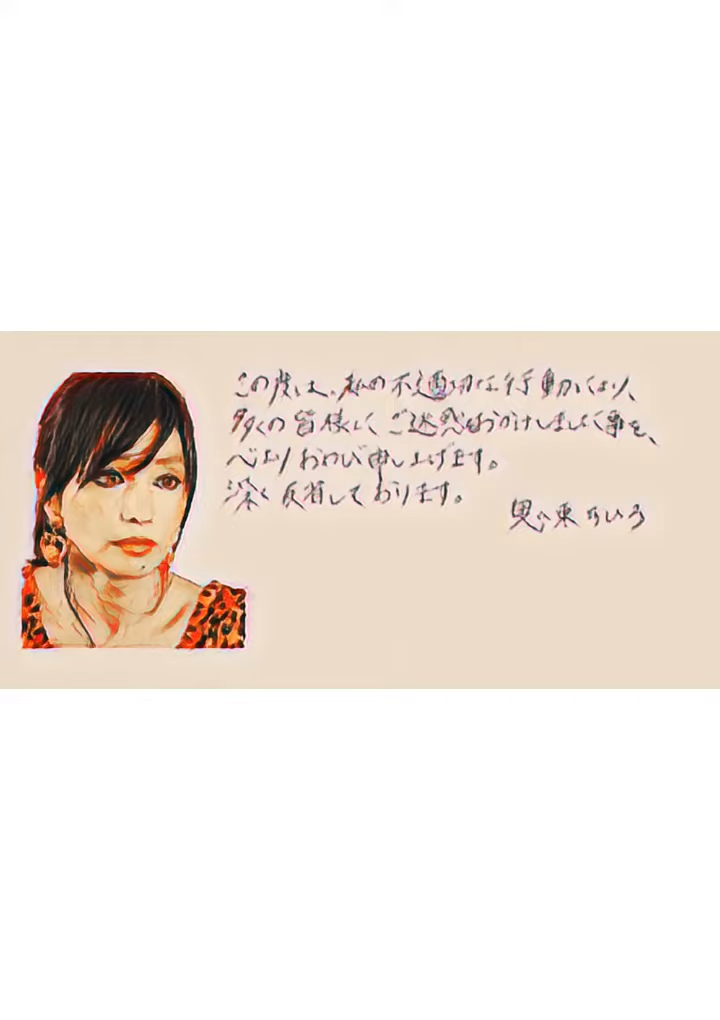 この度は、私の不適切な行動により、
多くの皆様に ご迷惑をおかけしました事を、
心より おわび申し上げます。
深く 反省しております。
東ちひろ